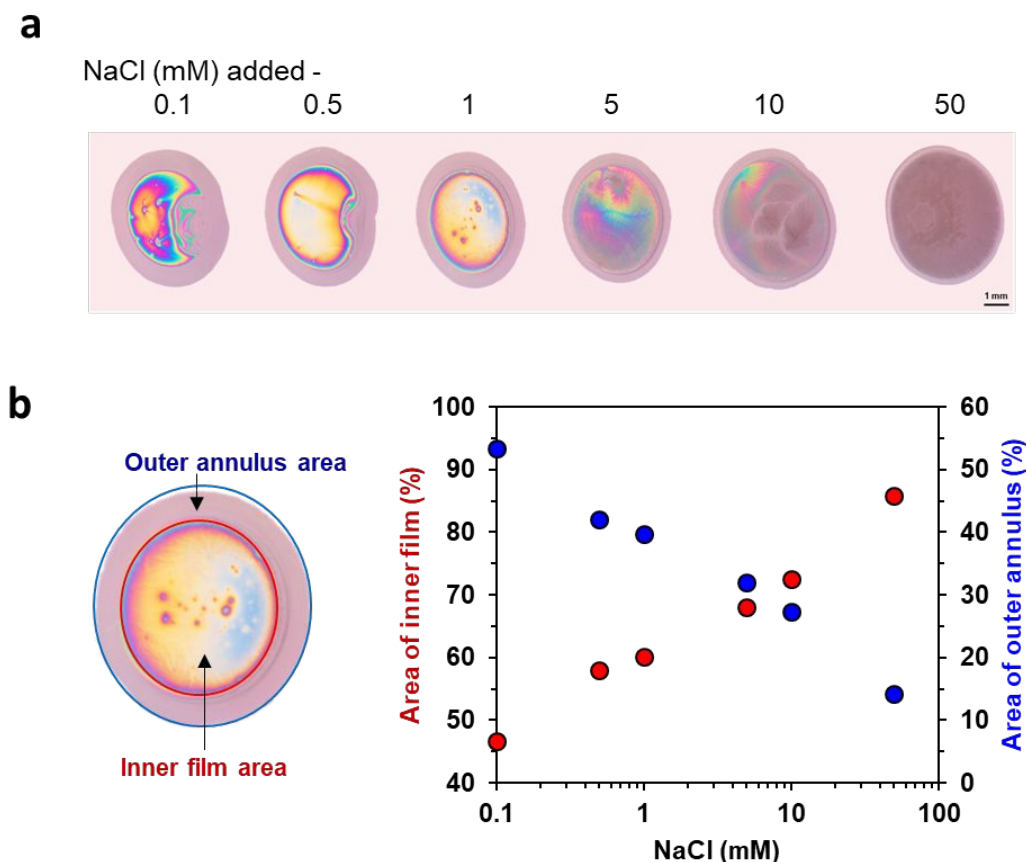 a
NaCl (mM) added -
0.1 0.5 1 5 10 50
1 mm
b
Outer annulus area
Inner film area
Area of inner film (%)
100
90
80
70
60
50
40
Area of outer annulus (%)
60
50
40
30
20
10
0
0.1 1 10 100
NaCl (mM)